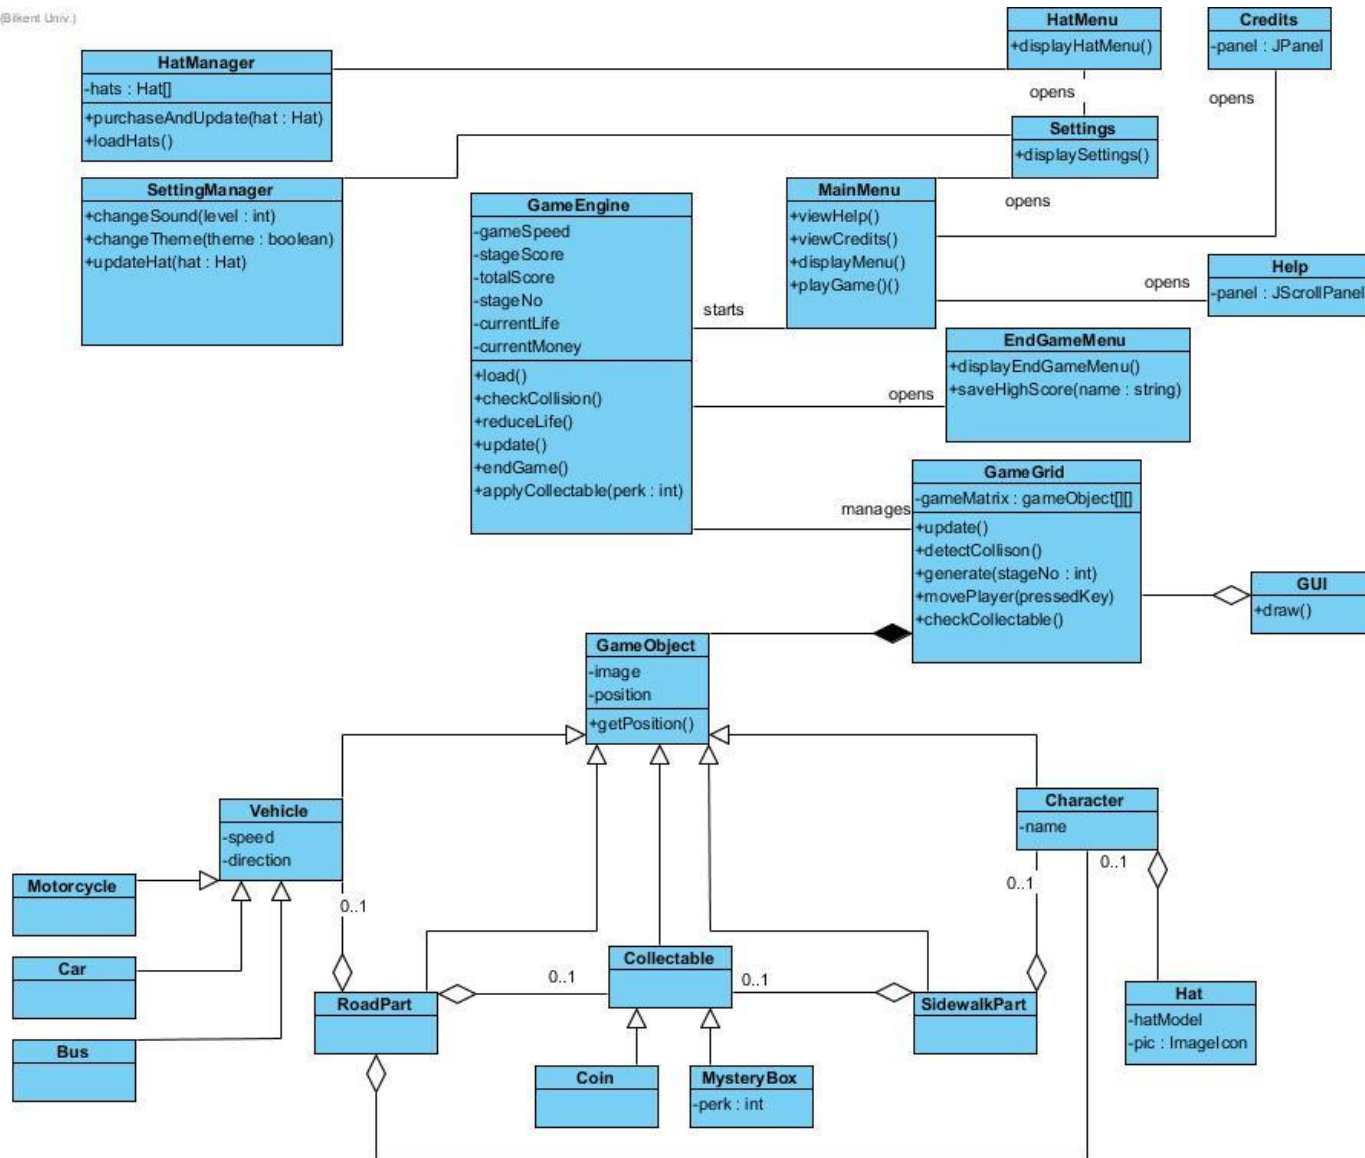 (Bilkent Univ.)
HatMenu
+displayHatMenu()
Credits
-panel : JPanel
HatManager
-hats : Hat[]
+purchaseAndUpdate(hat : Hat)
+loadHats()
opens
opens
Settings
+displaySettings()
SettingManager
+changeSound(level : int)
+changeTheme(theme : boolean)
+updateHat(hat : Hat)
GameEngine
-gameSpeed
-stageScore
-totalScore
-stageNo
-currentLife
-currentMoney
+load()
+checkCollision()
+reduceLife()
+update()
+endGame()
+applyCollectable(perk : int)
MainMenu
+viewHelp()
+viewCredits()
+displayMenu()
+playGame()()
opens
starts
opens
Help
-panel : JScrollPanel
EndGameMenu
+displayEndGameMenu()
+saveHighScore(name : string)
opens
manages
GameGrid
-gameMatrix : gameObject[][]
+update()
+detectCollison()
+generate(stageNo : int)
+movePlayer(pressedKey)
+checkCollectable()
GUI
+draw()
GameObject
-image
-position
+getPosition()
Vehicle
-speed
-direction
Character
-name
Motorcycle
0..1
0..1
0..1
Car
Bus
RoadPart
0..1
Collectable
0..1
SidewalkPart
Hat
-hatModel
-pic : ImageIcon
Coin
MysteryBox
-perk : int